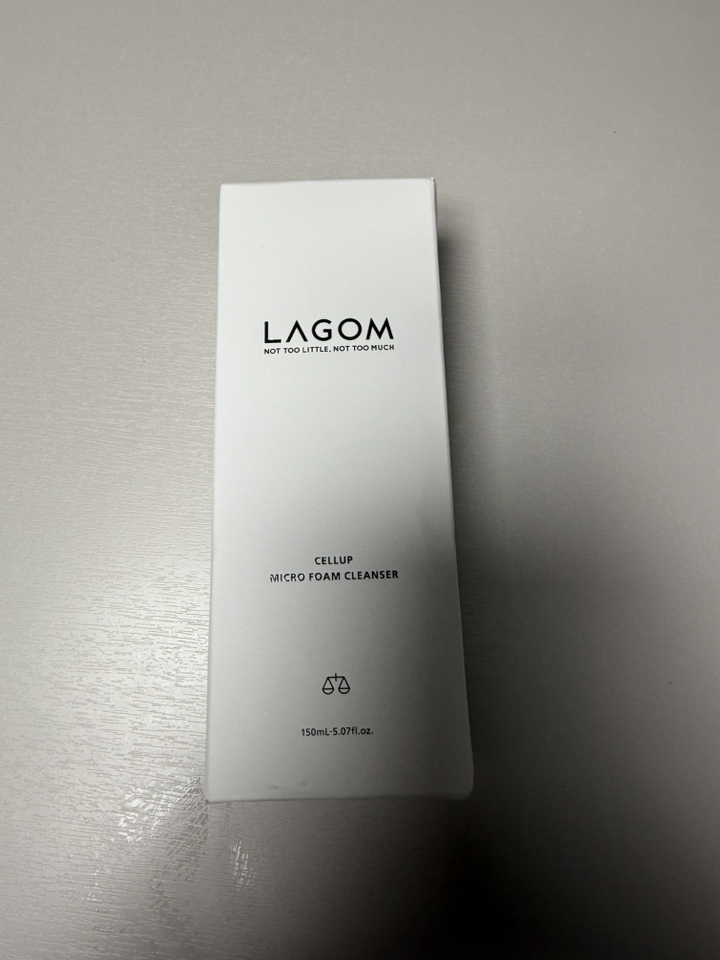 LAGOM
NOT TOO LITTLE, NOT TOO MUCH
CELLUP
MICRO FOAM CLEANSER
150mL-5.07fl.oz.